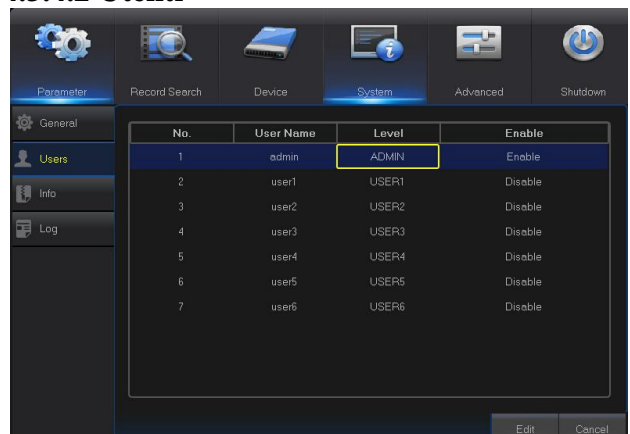 Parameter Record Search Device System Advanced Shutdown
General
Users
Info
Log
No. User Name Level Enable
1 admin ADMIN Enable
2 user1 USER1 Disable
3 user2 USER2 Disable
4 user3 USER3 Disable
5 user4 USER4 Disable
6 user5 USER5 Disable
7 user6 USER6 Disable
Edit Cancel